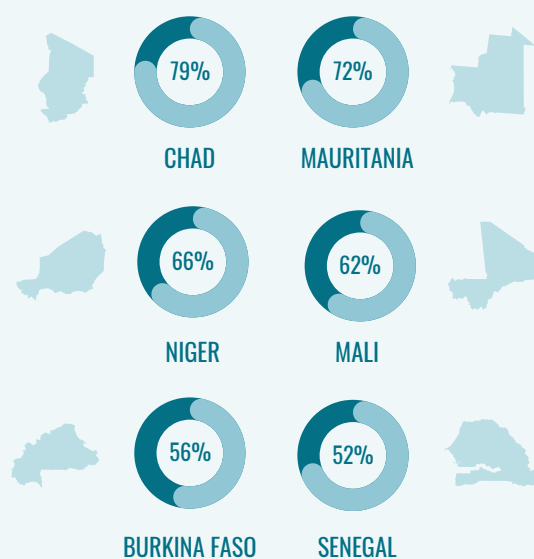 79%
72%
CHAD
MAURITANIA
66%
62%
NIGER
MALI
56%
52%
BURKINA FASO
SENEGAL